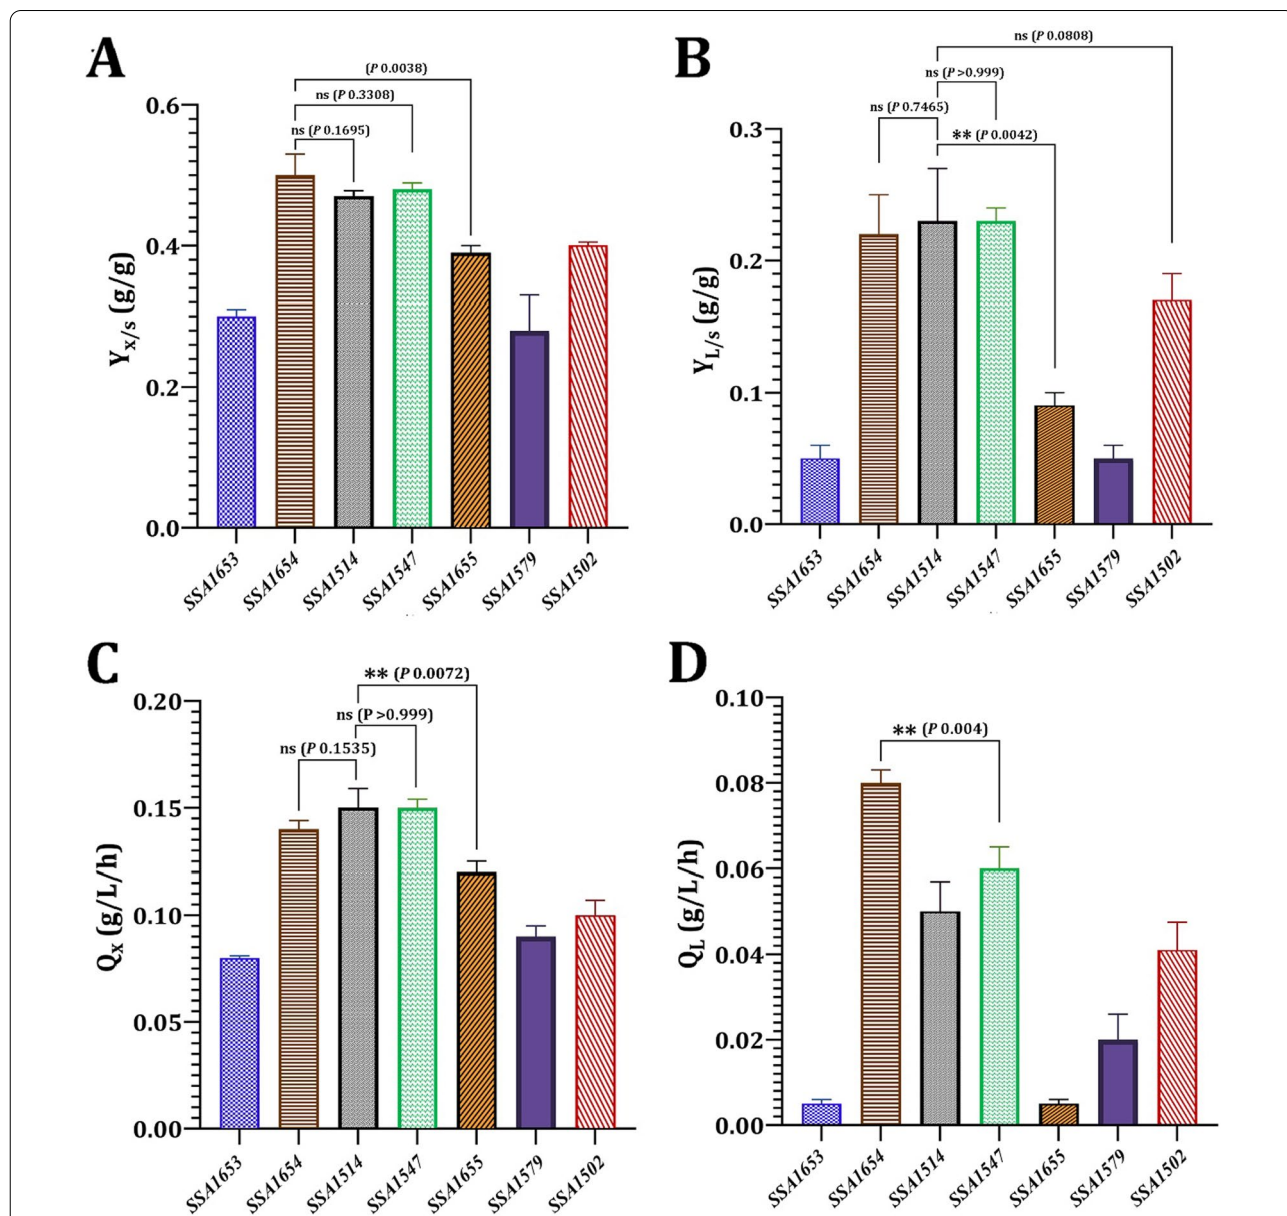 A
(P 0.0038)
ns (P 0.3308)
ns (P 0.1695)
0.6
0.4
0.2
0.0
Yx/s (g/g)
SSA1653
SSA1654
SSA1514
SSA1547
SSA1655
SSA1579
SSA1502
B
ns (P 0.0808)
ns (P >0.999)
ns (P 0.7465)
** (P 0.0042)
0.3
0.2
0.1
0.0
YL/s (g/g)
SSA1653
SSA1654
SSA1514
SSA1547
SSA1655
SSA1579
SSA1502
C
** (P 0.0072)
ns (P >0.999)
ns (P 0.1535)
0.20
0.15
0.10
0.05
0.00
Qx (g/L/h)
SSA1653
SSA1654
SSA1514
SSA1547
SSA1655
SSA1579
SSA1502
D
** (P 0.004)
0.10
0.08
0.06
0.04
0.02
0.00
QL (g/L/h)
SSA1653
SSA1654
SSA1514
SSA1547
SSA1655
SSA1579
SSA1502